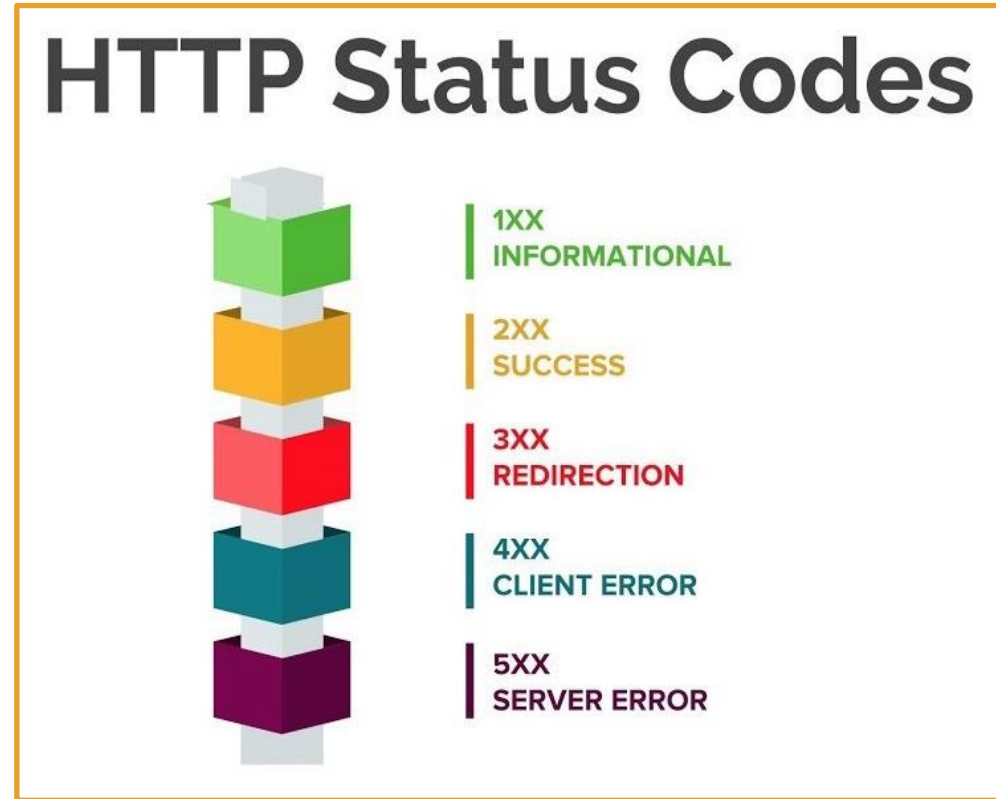 HTTP Status Codes
1XX
INFORMATIONAL
2XX
SUCCESS
3XX
REDIRECTION
4XX
CLIENT ERROR
5XX
SERVER ERROR